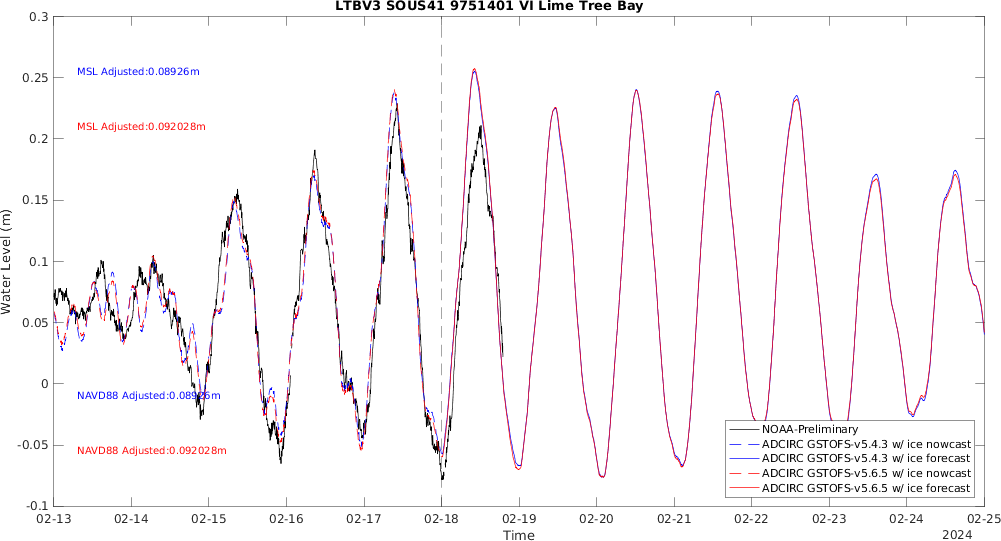 LTBV3 SOUS41 9751401 VI Lime Tree Bay
0.3
0.25
0.2
0.15
0.1
0.05
0
-0.05
-0.1
Water Level (m)
MSL Adjusted:0.08926m
MSL Adjusted:0.092028m
NAVD88 Adjusted:0.08926m
NAVD88 Adjusted:0.092028m
NOAA-Preliminary
ADCIRC GSTOFS-v5.4.3 w/ ice nowcast
ADCIRC GSTOFS-v5.4.3 w/ ice forecast
ADCIRC GSTOFS-v5.6.5 w/ ice nowcast
ADCIRC GSTOFS-v5.6.5 w/ ice forecast
02-13 02-14 02-15 02-16 02-17 02-18 02-19 02-20 02-21 02-22 02-23 02-24 02-25
Time
2024